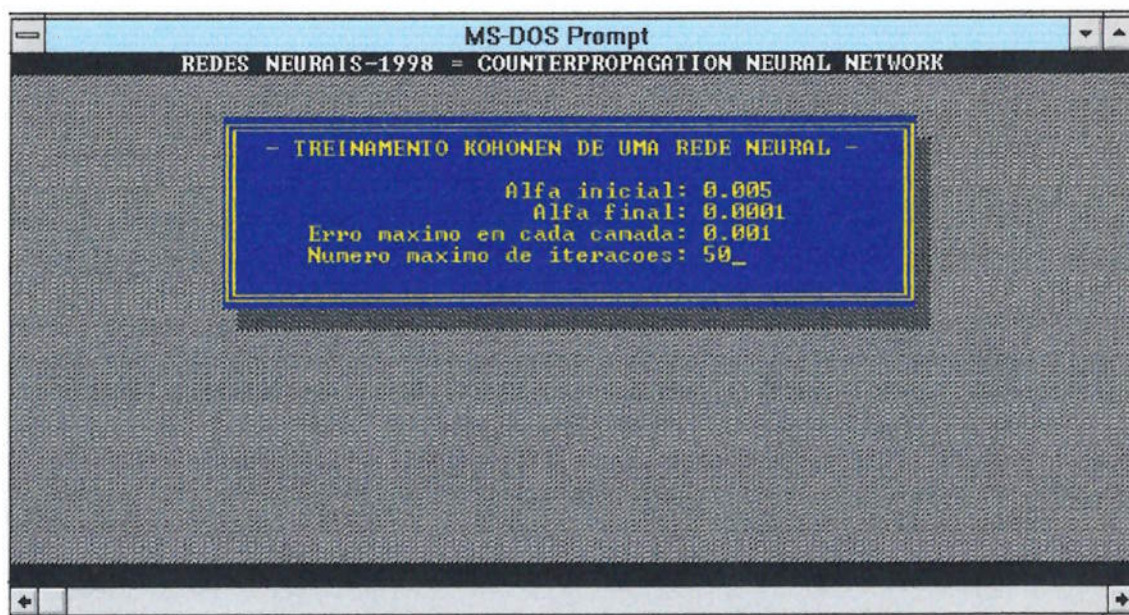 MS-DOS Prompt
REDES NEURAIS-1998 = COUNTERPROPAGATION NEURAL NETWORK
- TREINAMENTO KOHONEN DE UMA REDE NEURAL -
Alfa inicial: 0.005
Alfa final: 0.0001
Erro maximo em cada camada: 0.001
Numero maximo de iteracoes: 50_